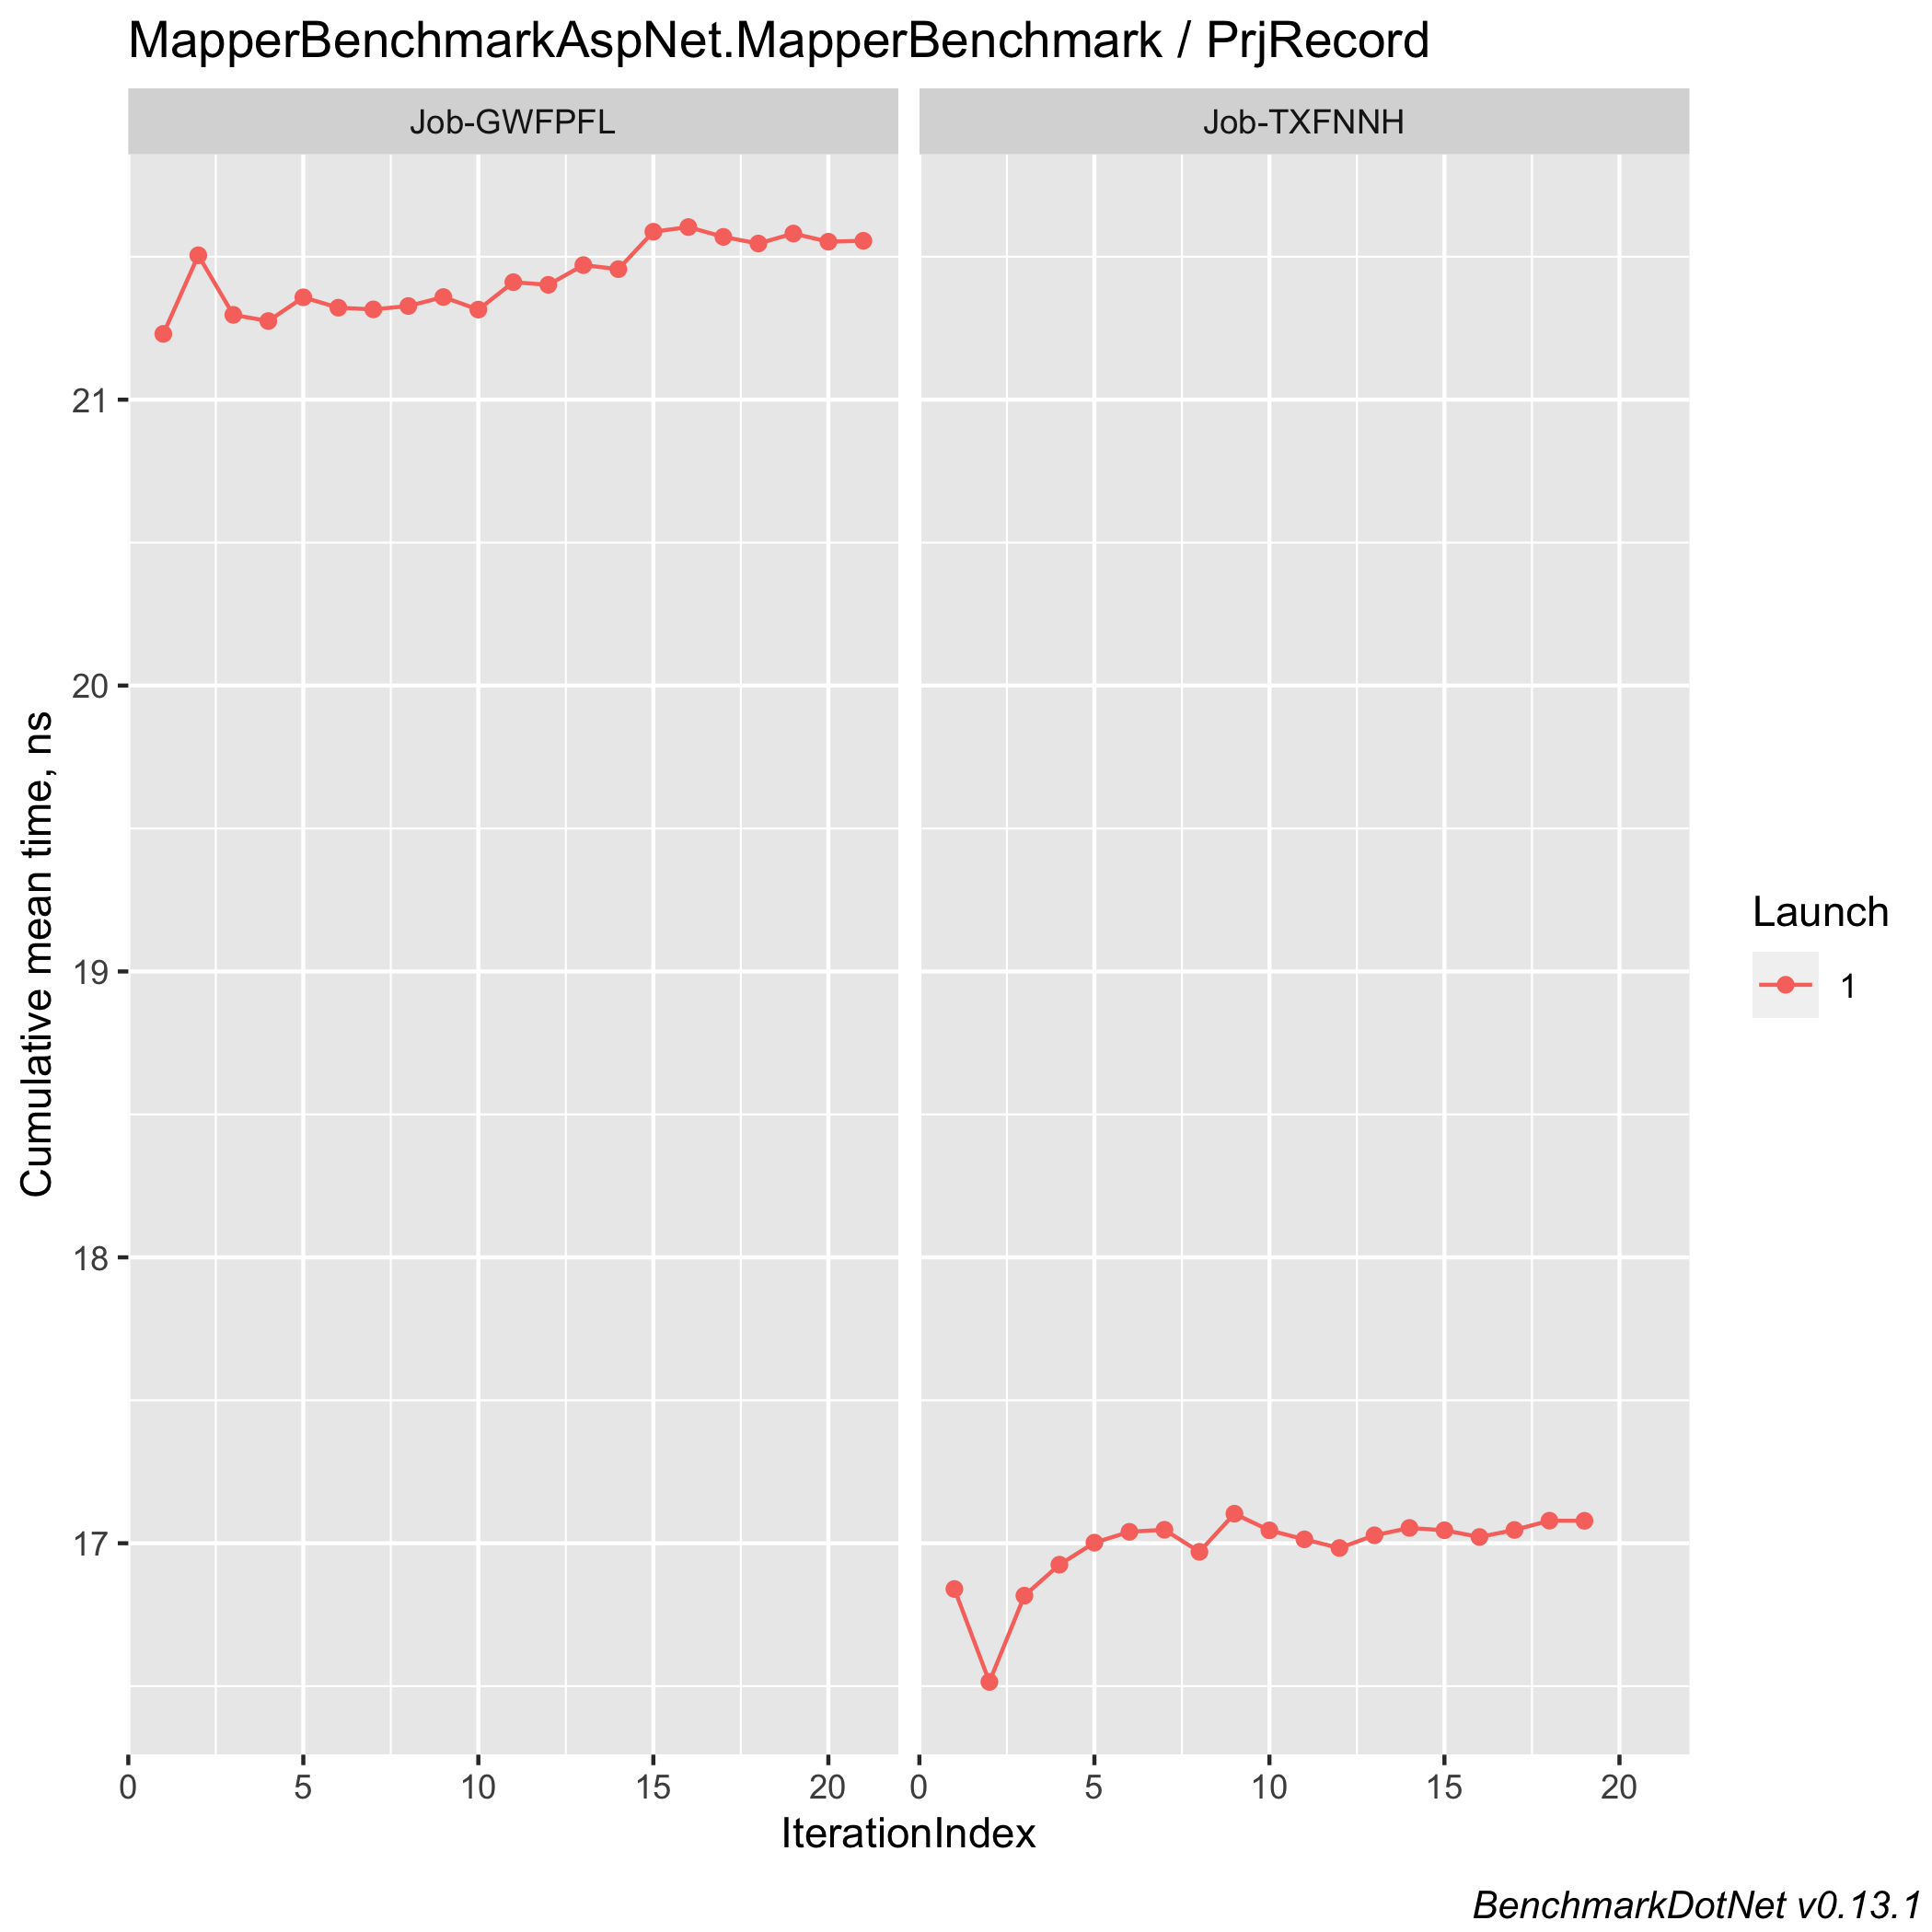 MapperBenchmarkAspNet.MapperBenchmark / PrjRecord
Job-GWFPFL
Job-TXFNNH
Cumulative mean time, ns
21
20
19
18
17
0
5
10
15
20
0
5
10
15
20
IterationIndex
Launch
1
BenchmarkDotNet v0.13.1